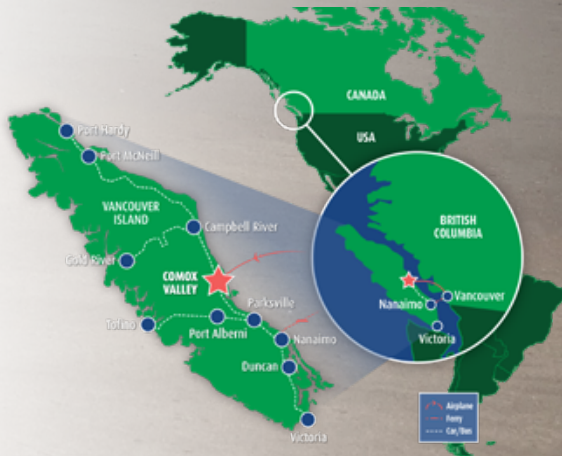 CANADA
USA
Port Hardy
Port McNeill
VANCOUVER
ISLAND
Campbell River
Gold River
COMOX
VALLEY
Tofino
Port Alberni
Parksville
Nanaimo
Duncan
Victoria
BRITISH
COLUMBIA
Nanaimo
Vancouver
Victoria
Airplane
Ferry
Car/Bus